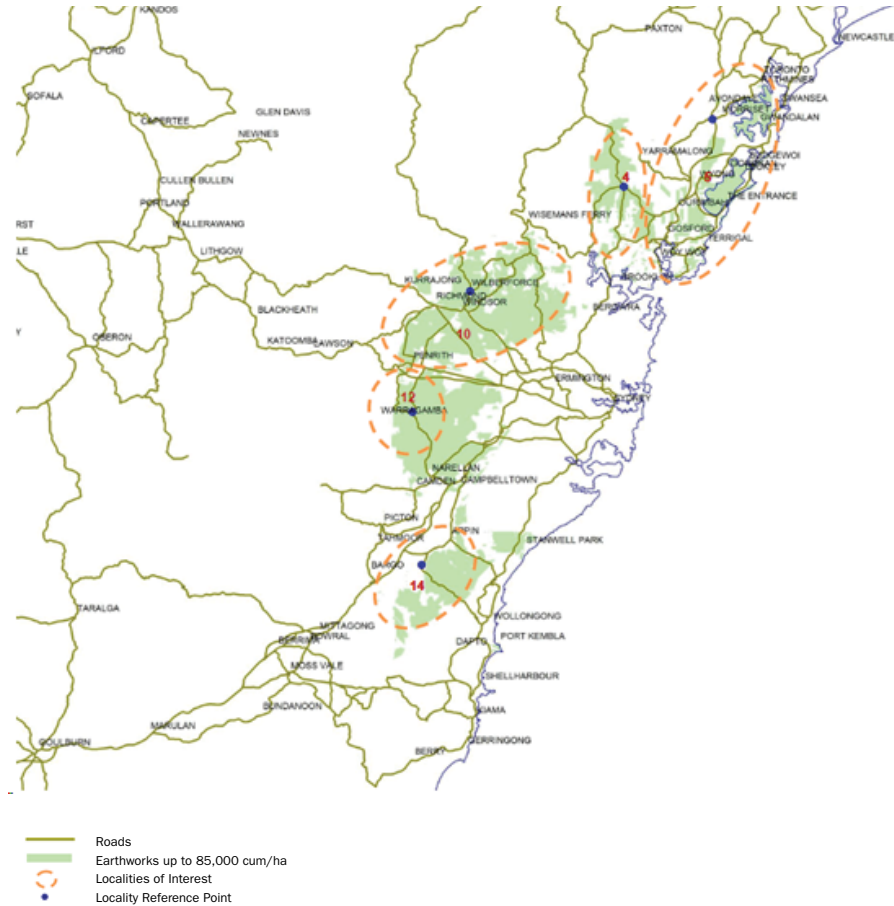 KANDOS
PAXTON
NEWCASTLE
ILFORD
TORONTO
SOFALA
SWANSEA
GLEN DAVIS
GWANDALAN
CAPERTEE
NEWNES
YARRAMALONG
CULLEN BULLEN
THE ENTRANCE
PORTLAND
4
WISEMANS FERRY
RST
WALLERAWANG
GOSFORD
TERRIGAL
LE
LITHGOW
KURRAJONG
WILBERFORCE
RICHMOND
WINDSOR
BLACKHEATH
Y
OBERON
10
KATOOMBA
LAWSON
PENRITH
ERMINGTON
12
SYDNEY
WARRAGAMBA
NARELLAN
CAMDEN
CAMPBELLTOWN
PICTON
TAHMOOR
APPIN
STANWELL PARK
BARGO
14
TARALGA
WOLLONGONG
MITTAGONG
BOWRAL
PORT KEMBLA
BERRIMA
DAPTO
MOSS VALE
SHELLHARBOUR
BUNDANOON
MARULAN
GOULBURN
GERRINGONG
BERRY
Roads
Earthworks up to 85,000 cum/ha
Localities of Interest
Locality Reference Point